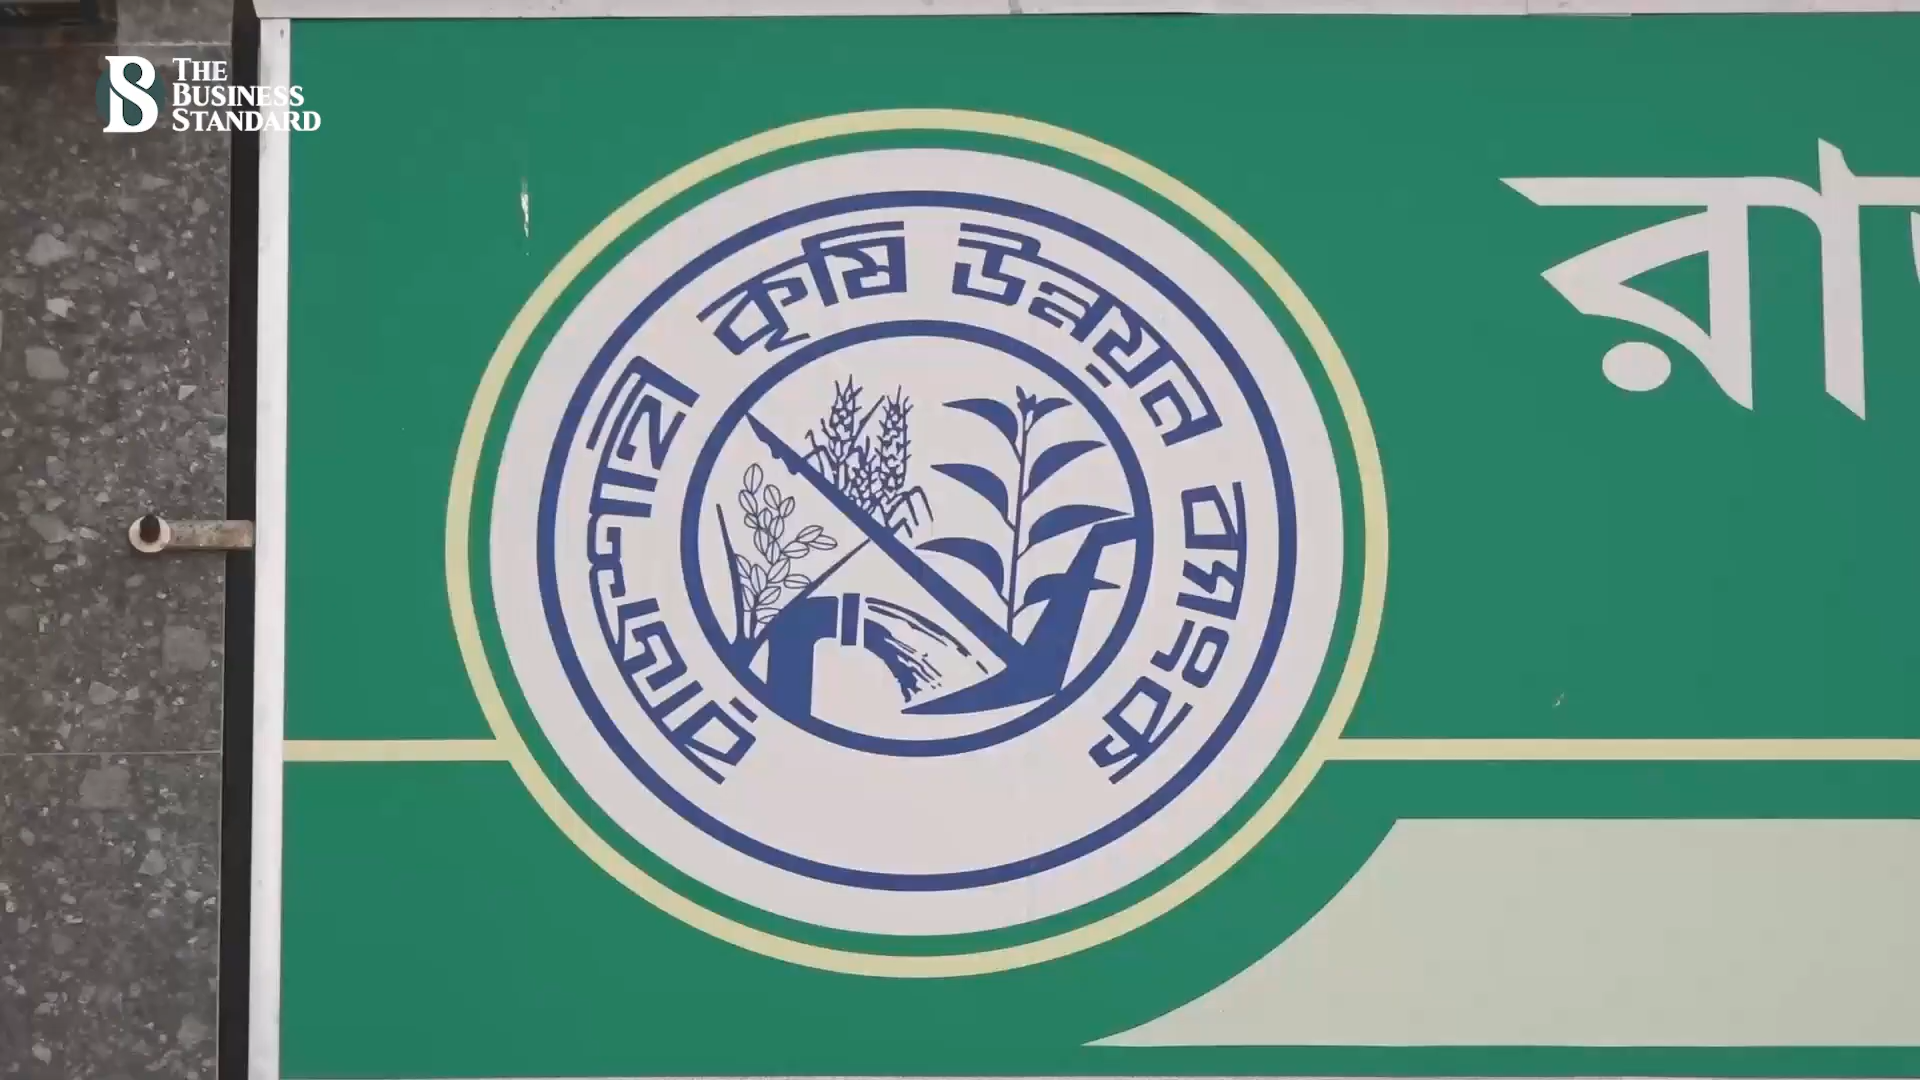 THE
BUSINESS
STANDARD
রাজশাহী কৃষি উন্নয়ন ব্যাংক
রা